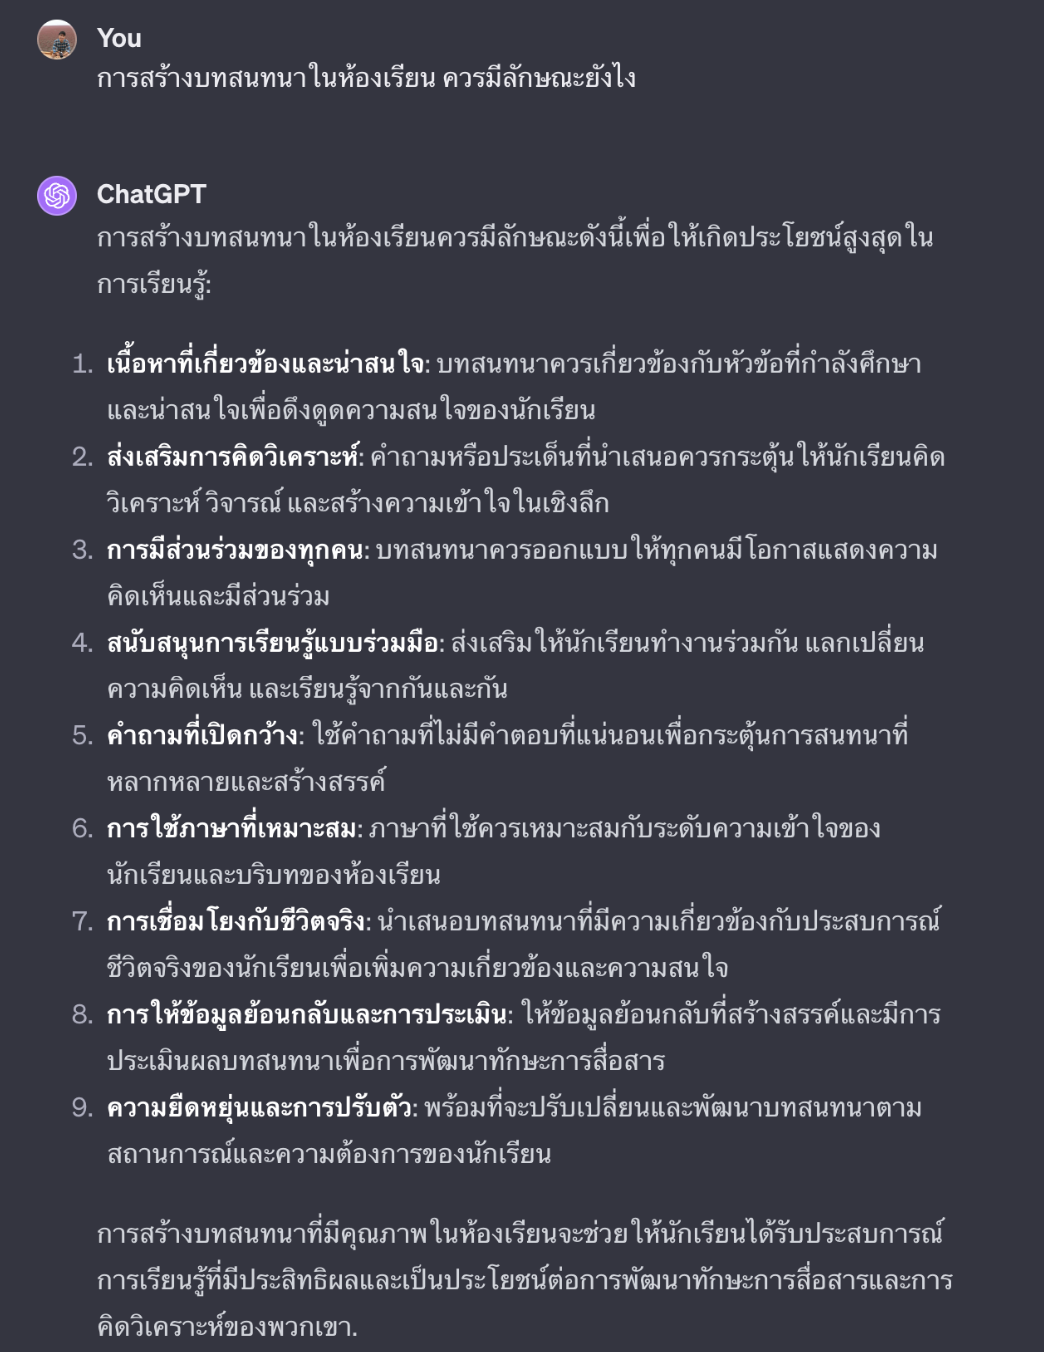 You
การสร้างบทสนทนาในห้องเรียน ควรมีลักษณะยังไง
ChatGPT
การสร้างบทสนทนาในห้องเรียนควรมีลักษณะดังนี้เพื่อให้เกิดประโยชน์สูงสุดใน
การเรียนรู้:
1. เนื้อหาที่เกี่ยวข้องและน่าสนใจ: บทสนทนาควรเกี่ยวข้องกับหัวข้อที่กำลังศึกษา
และน่าสนใจเพื่อดึงดูดความสนใจของนักเรียน
2. ส่งเสริมการคิดวิเคราะห์: คำถามหรือประเด็นที่นำเสนอควรกระตุ้นให้นักเรียนคิด
วิเคราะห์ วิจารณ์ และสร้างความเข้าใจในเชิงลึก
3. การมีส่วนร่วมของทุกคน: บทสนทนาควรออกแบบให้ทุกคนมีโอกาสแสดงความ
คิดเห็นและมีส่วนร่วม
4. สนับสนุนการเรียนรู้แบบร่วมมือ: ส่งเสริมให้นักเรียนทำงานร่วมกัน แลกเปลี่ยน
ความคิดเห็น และเรียนรู้จากกันและกัน
5. คำถามที่เปิดกว้าง: ใช้คำถามที่ไม่มีคำตอบที่แน่นอนเพื่อกระตุ้นการสนทนาที่
หลากหลายและสร้างสรรค์
6. การใช้ภาษาที่เหมาะสม: ภาษาที่ใช้ควรเหมาะสมกับระดับความเข้าใจของ
นักเรียนและบริบทของห้องเรียน
7. การเชื่อมโยงกับชีวิตจริง: นำเสนอบทสนทนาที่มีความเกี่ยวข้องกับประสบการณ์
ชีวิตจริงของนักเรียนเพื่อเพิ่มความเกี่ยวข้องและความสนใจ
8. การให้ข้อมูลย้อนกลับและการประเมิน: ให้ข้อมูลย้อนกลับที่สร้างสรรค์และมีการ
ประเมินผลบทสนทนาเพื่อการพัฒนาทักษะการสื่อสาร
9. ความยืดหยุ่นและการปรับตัว: พร้อมที่จะปรับเปลี่ยนและพัฒนาบทสนทนาตาม
สถานการณ์และความต้องการของนักเรียน
การสร้างบทสนทนาที่มีคุณภาพในห้องเรียนจะช่วยให้นักเรียนได้รับประสบการณ์
การเรียนรู้ที่มีประสิทธิผลและเป็นประโยชน์ต่อการพัฒนาทักษะการสื่อสารและการ
คิดวิเคราะห์ของพวกเขา.